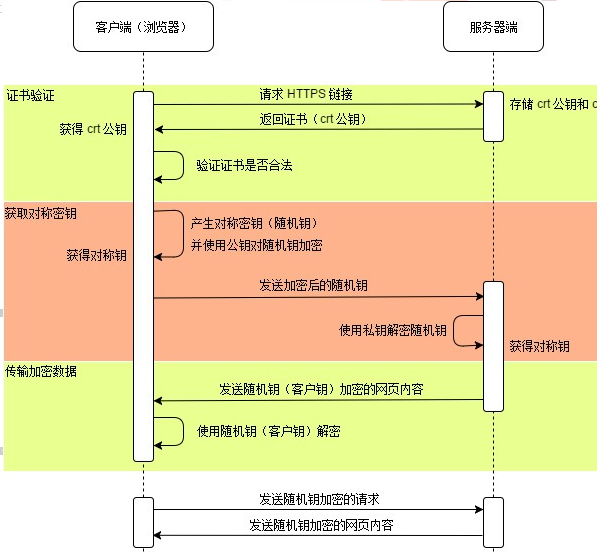 客户端（浏览器）
服务器端
证书验证
请求 HTTPS 链接
存储 crt 公钥和 c
返回证书（crt 公钥）
获得 crt 公钥
验证证书是否合法
获取对称密钥
产生对称密钥（随机钥）
并使用公钥对随机钥加密
获得对称钥
发送加密后的随机钥
使用私钥解密随机钥
获得对称钥
传输加密数据
发送随机钥（客户钥）加密的网页内容
使用随机钥（客户钥）解密
发送随机钥加密的请求
发送随机钥加密的网页内容